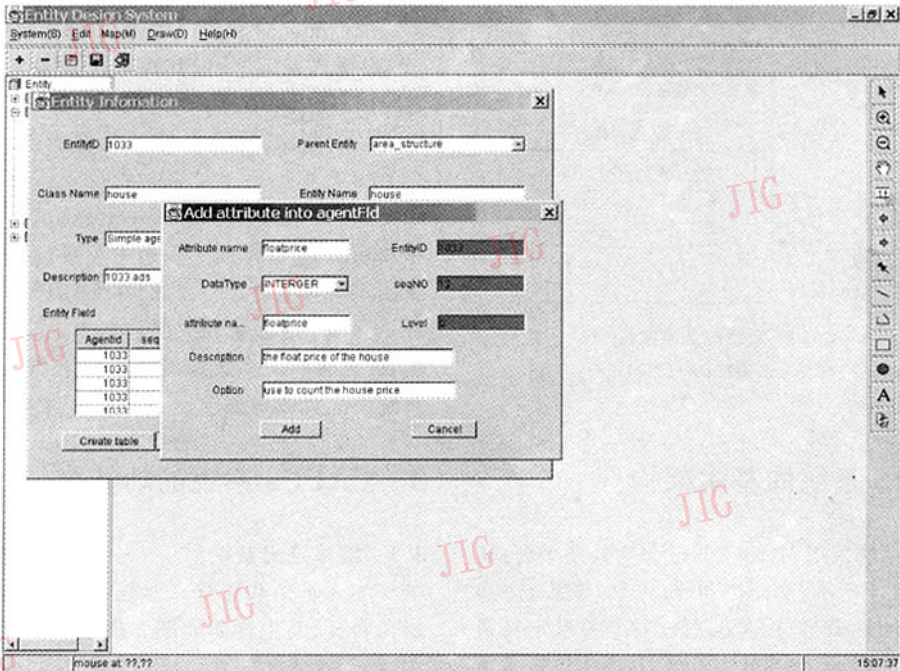 Entity Design System
System(S) Edit Map(M) Draw(D) Help(H)
Entity
Entity Infomation
EntityID 1033 Parent Entity area_structure
Class Name house Entity Name house
Type Simple age
Description 1033.ads
Entity Field
Agentid seq
1033
1033
1033
1033
1033
Create table
Add attribute into agentFld
Attribute name floatprice EntityID 1033
DataType INTERGER seqNO
attribute na... floatprice Level
Description the float price of the house
Option use to count the house price
Add Cancel
A
mouse at ??,?? 15:07:37
JIG
JIG
JIG
JIG
JIG
JIG
JIG
JIG